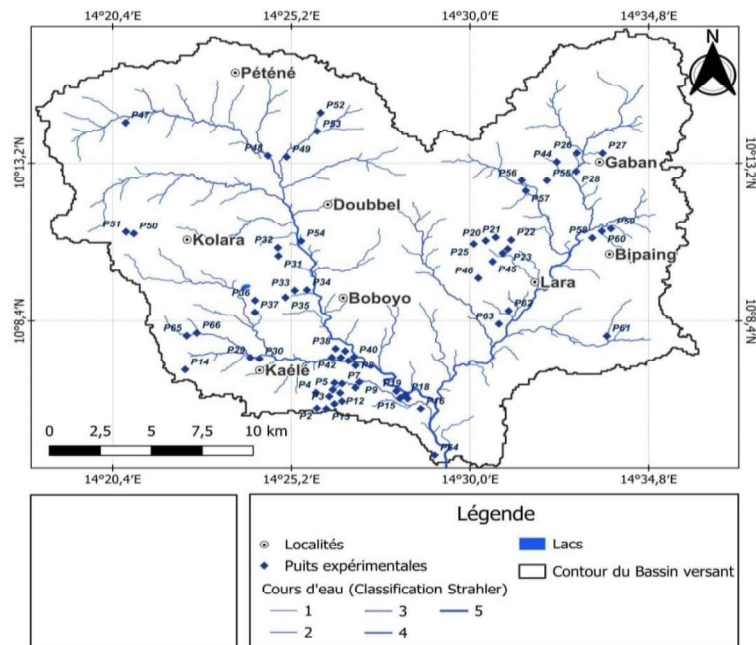 14°20,4' 14°25,2' 14°30,0' 14°34,8'
N
Péténé
P52
P47
P53
P48 P49
P26 P27
P44
Gaban
10°13,2' 10°13,2'
P56 P55 P28
P57
Doubbel
P51 P50
Kolara
P54
P32
P31
P20 P21 P22
P25 P23
P45
P46
P58 P59
P60
Bipaing
Lara
P36
P37
P33 P34
P35
Boboyo
P62
P63
10°8,4' 10°8,4'
P65 P66
P61
P38 P40
P29 P30
P42 P8
P14
Kaélé
P4 P5 P7
P3 P9
P19 P18
P12 P15 P16
P2 P13
P64
0 2,5 5 7,5 10 km
14°20,4' 14°25,2' 14°30,0' 14°34,8'
Légende
Localités
Puits expérimentales
Lacs
Contour du Bassin versant
Cours d'eau (Classification Strahler)
1 3 5
2 4